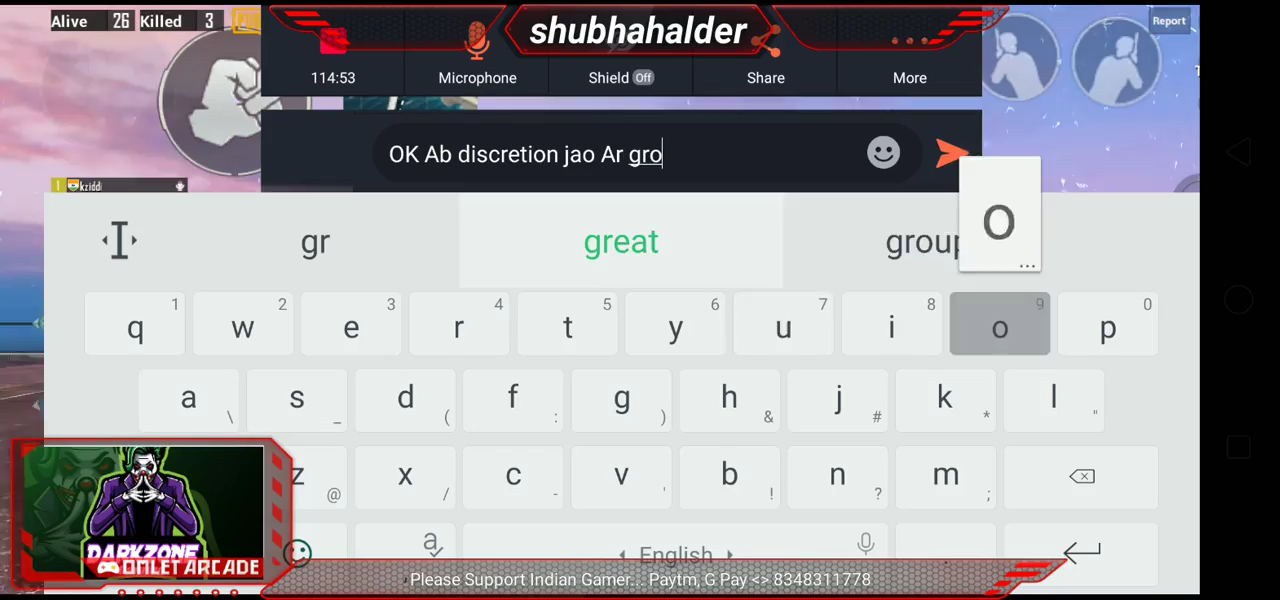 Alive 26 Killed 3
shubhahalder
Report
114:53 Microphone Shield Off Share More
OK Ab discretion jao Ar gro
1 kziddi
gr great group
o
1 2 3 4 5 6 7 8 9 0
q w e r t y u i o p
a s d f g h j k l
\ _ ( : ) & # * "
z x c v b n m
@ / - ' ! ? ;
a English
DARKZONE
OMLET ARCADE
Please Support Indian Gamer... Paytm, G Pay <> 8348311778